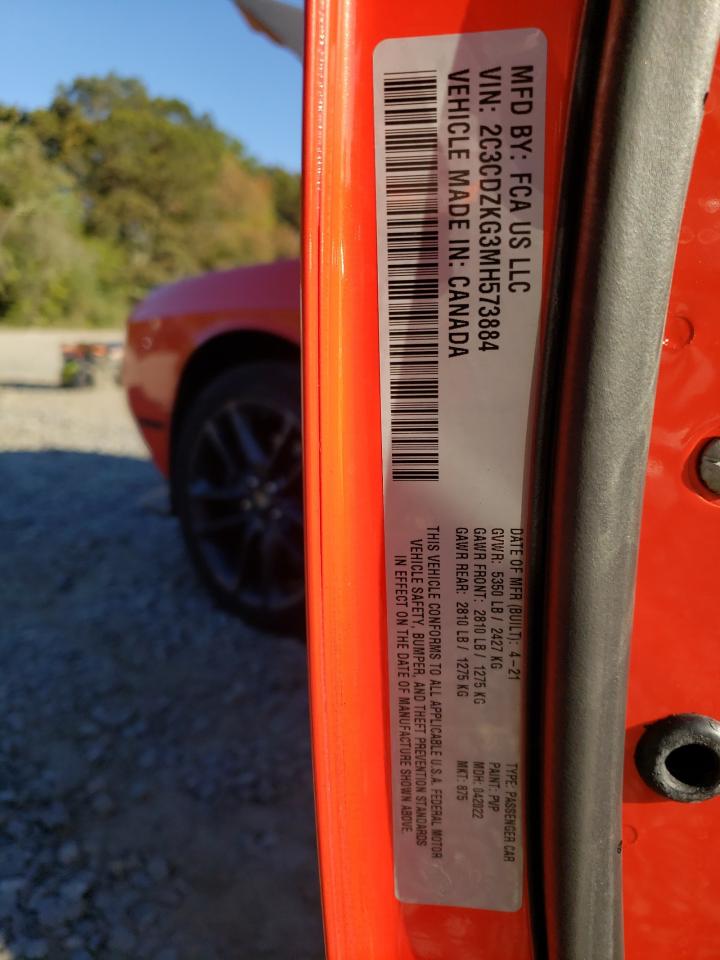 MFD BY: FCA US LLC
VIN: 2C3CDZKG3MH573884
VEHICLE MADE IN: CANADA
DATE OF MFR (BUILT): 4-21
GVWR: 5350 LB / 2427 KG
GAWR FRONT: 2810 LB / 1275 KG
GAWR REAR: 2810 LB / 1275 KG
THIS VEHICLE CONFORMS TO ALL APPLICABLE U.S.A. FEDERAL MOTOR
VEHICLE SAFETY, BUMPER, AND THEFT PREVENTION STANDARDS
IN EFFECT ON THE DATE OF MANUFACTURE SHOWN ABOVE.
TYPE: PASSENGER CAR
PAINT: PVP
MDH: 042022
MKT: 875